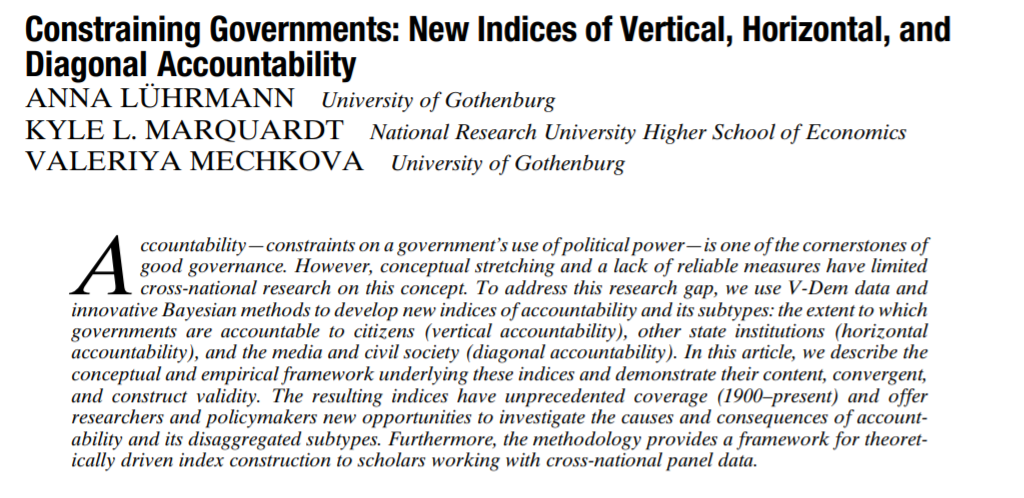 Constraining Governments: New Indices of Vertical, Horizontal, and
Diagonal Accountability
ANNA LÜHRMANN University of Gothenburg
KYLE L. MARQUARDT National Research University Higher School of Economics
VALERIYA MECHKOVA University of Gothenburg
Accountability—constraints on a government's use of political power—is one of the cornerstones of
good governance. However, conceptual stretching and a lack of reliable measures have limited
cross-national research on this concept. To address this research gap, we use V-Dem data and
innovative Bayesian methods to develop new indices of accountability and its subtypes: the extent to which
governments are accountable to citizens (vertical accountability), other state institutions (horizontal
accountability), and the media and civil society (diagonal accountability). In this article, we describe the
conceptual and empirical framework underlying these indices and demonstrate their content, convergent,
and construct validity. The resulting indices have unprecedented coverage (1900–present) and offer
researchers and policymakers new opportunities to investigate the causes and consequences of account-
ability and its disaggregated subtypes. Furthermore, the methodology provides a framework for theoret-
ically driven index construction to scholars working with cross-national panel data.